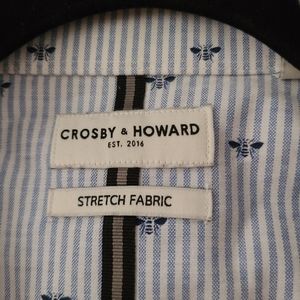 CROSBY & HOWARD
EST. 2016
STRETCH FABRIC